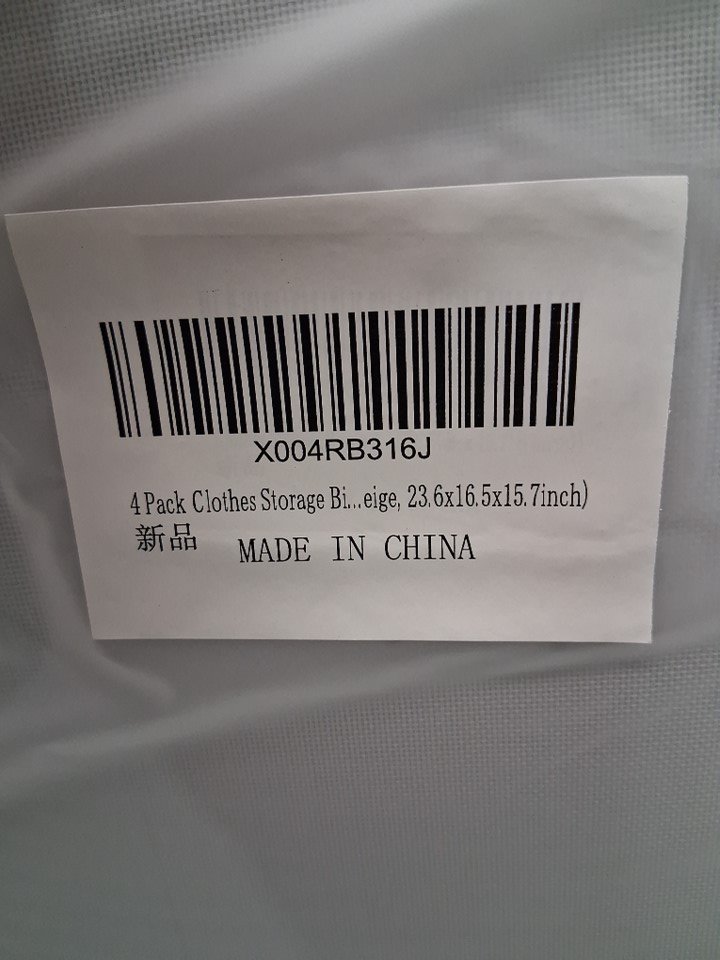 X004RB316J
4 Pack Clothes Storage Bi...eige, 23.6x16.5x15.7inch)
新品 MADE IN CHINA